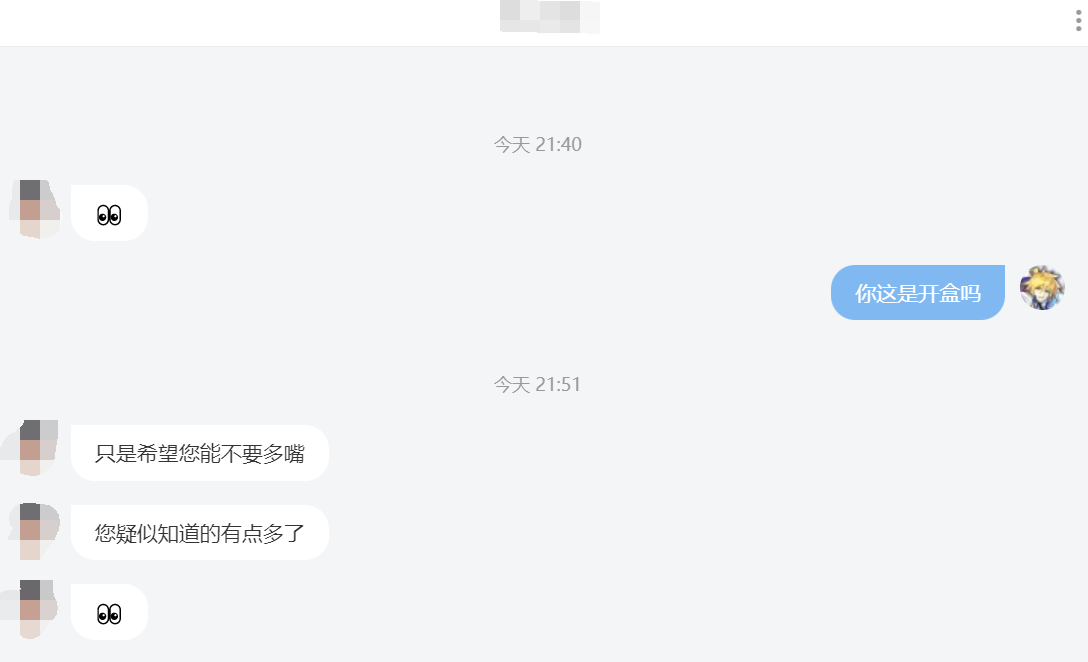 今天 21:40
👀
你这是开盒吗
今天 21:51
只是希望您能不要多嘴
您疑似知道的有点多了
👀